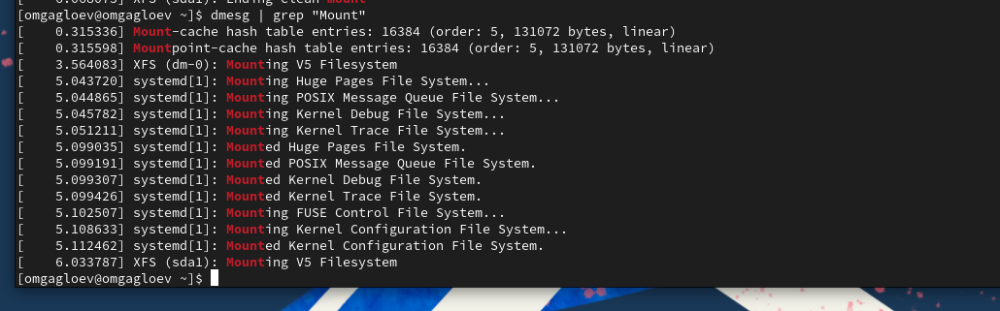 XFS (sda1): Ending clean mount
[omgagloev@omgagloev ~]$ dmesg | grep "Mount"
[    0.315336] Mount-cache hash table entries: 16384 (order: 5, 131072 bytes, linear)
[    0.315598] Mountpoint-cache hash table entries: 16384 (order: 5, 131072 bytes, linear)
[    3.564083] XFS (dm-0): Mounting V5 Filesystem
[    5.043720] systemd[1]: Mounting Huge Pages File System...
[    5.044865] systemd[1]: Mounting POSIX Message Queue File System...
[    5.045782] systemd[1]: Mounting Kernel Debug File System...
[    5.051211] systemd[1]: Mounting Kernel Trace File System...
[    5.099035] systemd[1]: Mounted Huge Pages File System.
[    5.099191] systemd[1]: Mounted POSIX Message Queue File System.
[    5.099307] systemd[1]: Mounted Kernel Debug File System.
[    5.099426] systemd[1]: Mounted Kernel Trace File System.
[    5.102507] systemd[1]: Mounting FUSE Control File System...
[    5.108633] systemd[1]: Mounting Kernel Configuration File System...
[    5.112462] systemd[1]: Mounted Kernel Configuration File System.
[    6.033787] XFS (sda1): Mounting V5 Filesystem
[omgagloev@omgagloev ~]$